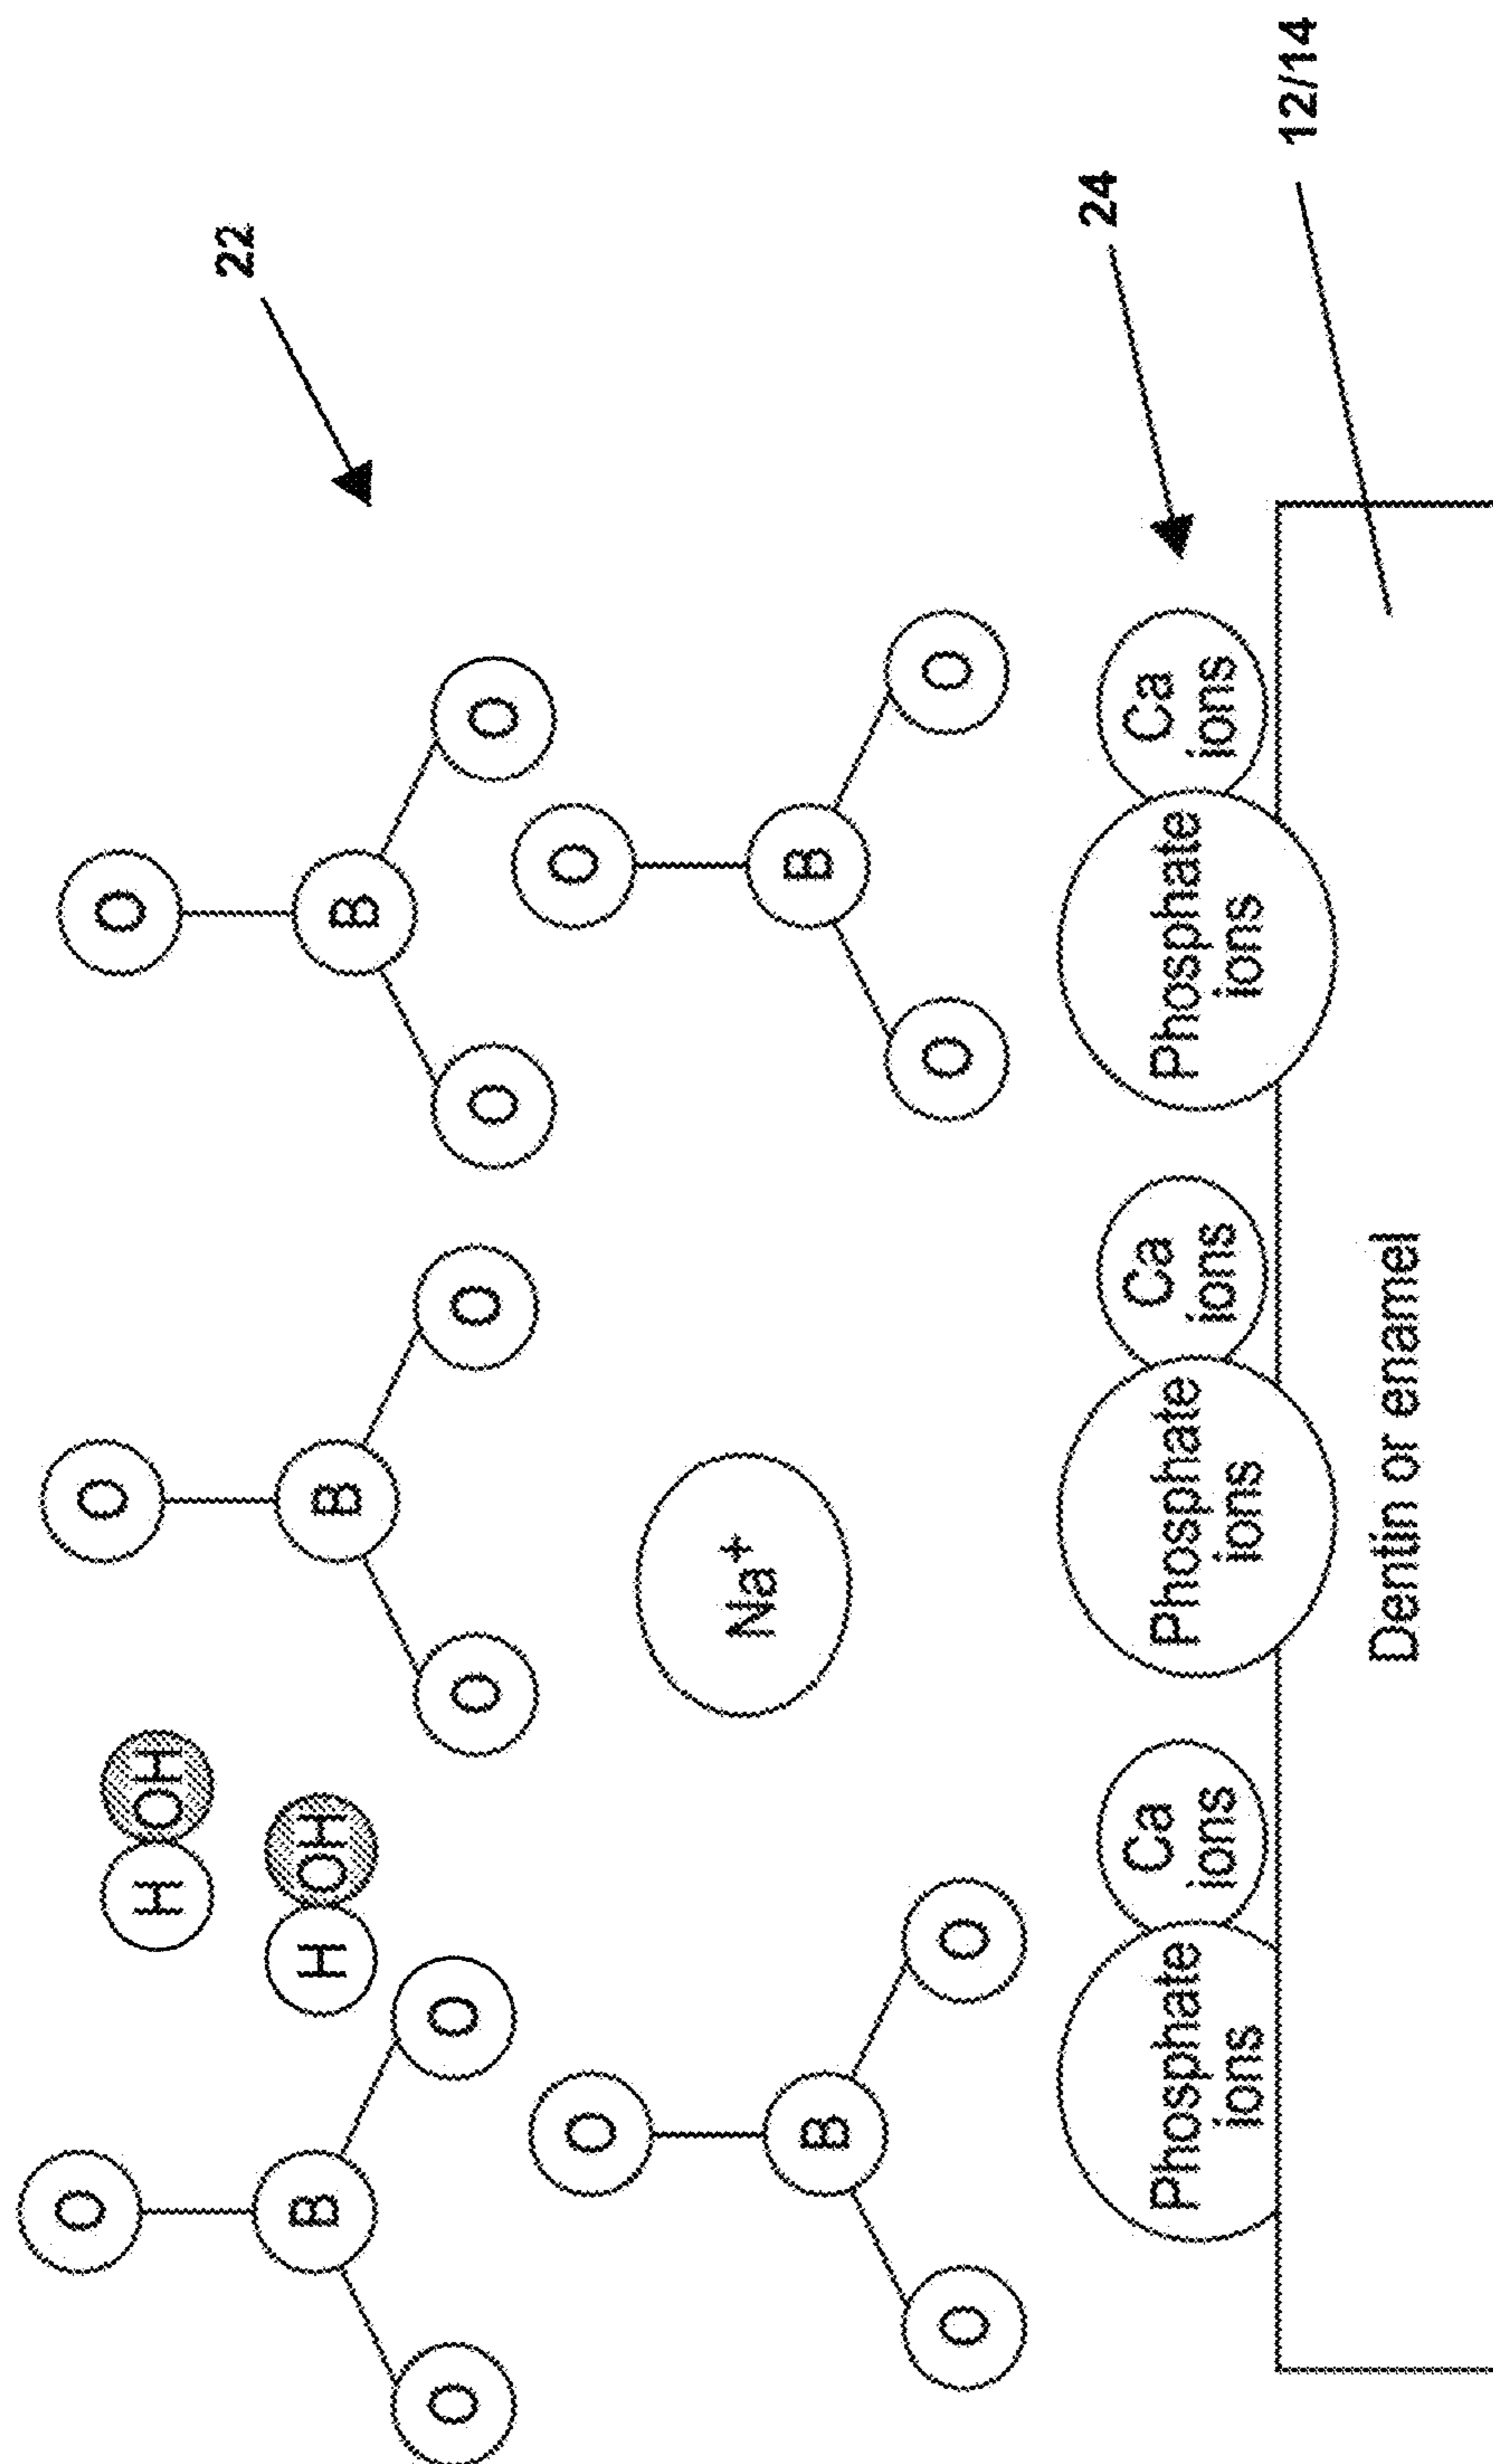 O
O
O
H OH
22
B
H OH
B
B
O
O
O
O
O
O
O
O
Na+
B
B
O
O
O
O
24
Phosphate
ions
Ca
ions
Phosphate
ions
Ca
ions
Phosphate
ions
Ca
ions
12/14
Dentin or enamel